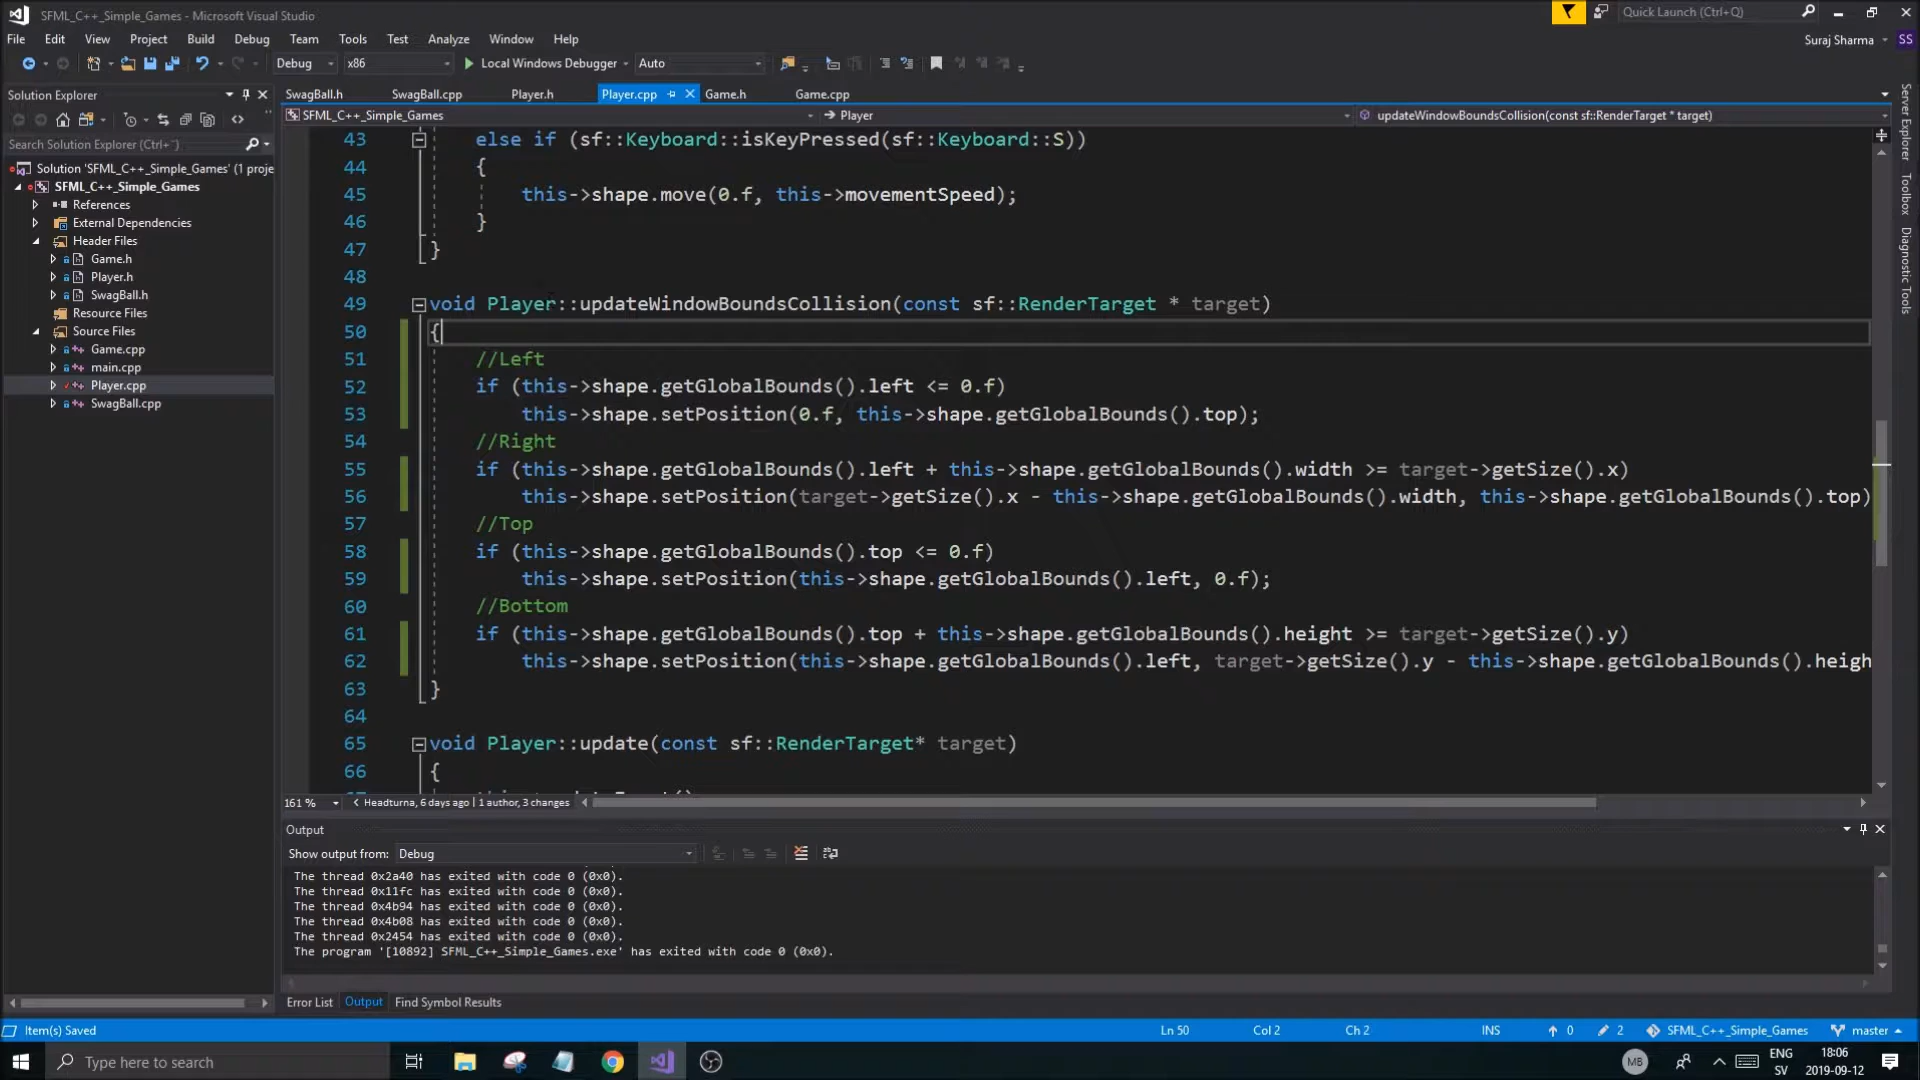 SFML_C++_Simple_Games - Microsoft Visual Studio
Quick Launch (Ctrl+Q)
File Edit View Project Build Debug Team Tools Test Analyze Window Help
Suraj Sharma SS
Debug x86 Local Windows Debugger Auto
Solution Explorer
SwagBall.h SwagBall.cpp Player.h Player.cpp Game.h Game.cpp
SFML_C++_Simple_Games Player updateWindowBoundsCollision(const sf::RenderTarget * target)
Search Solution Explorer (Ctrl+¨)
Solution 'SFML_C++_Simple_Games' (1 proje
SFML_C++_Simple_Games
References
External Dependencies
Header Files
Game.h
Player.h
SwagBall.h
Resource Files
Source Files
Game.cpp
main.cpp
Player.cpp
SwagBall.cpp
43 else if (sf::Keyboard::isKeyPressed(sf::Keyboard::S))
44 {
45 this->shape.move(0.f, this->movementSpeed);
46 }
47 }
48
49 void Player::updateWindowBoundsCollision(const sf::RenderTarget * target)
50 {
51 //Left
52 if (this->shape.getGlobalBounds().left <= 0.f)
53 this->shape.setPosition(0.f, this->shape.getGlobalBounds().top);
54 //Right
55 if (this->shape.getGlobalBounds().left + this->shape.getGlobalBounds().width >= target->getSize().x)
56 this->shape.setPosition(target->getSize().x - this->shape.getGlobalBounds().width, this->shape.getGlobalBounds().top)
57 //Top
58 if (this->shape.getGlobalBounds().top <= 0.f)
59 this->shape.setPosition(this->shape.getGlobalBounds().left, 0.f);
60 //Bottom
61 if (this->shape.getGlobalBounds().top + this->shape.getGlobalBounds().height >= target->getSize().y)
62 this->shape.setPosition(this->shape.getGlobalBounds().left, target->getSize().y - this->shape.getGlobalBounds().heigh
63 }
64
65 void Player::update(const sf::RenderTarget* target)
66 {
Server Explorer
Toolbox
Diagnostic Tools
161 % Headturna, 6 days ago | 1 author, 3 changes
Output
Show output from: Debug
The thread 0x2a40 has exited with code 0 (0x0).
The thread 0x11fc has exited with code 0 (0x0).
The thread 0x4b94 has exited with code 0 (0x0).
The thread 0x4b08 has exited with code 0 (0x0).
The thread 0x2454 has exited with code 0 (0x0).
The program '[10892] SFML_C++_Simple_Games.exe' has exited with code 0 (0x0).
Error List Output Find Symbol Results
Item(s) Saved Ln 50 Col 2 Ch 2 INS 0 2 SFML_C++_Simple_Games master
Type here to search
MB
ENG
SV
18:06
2019-09-12